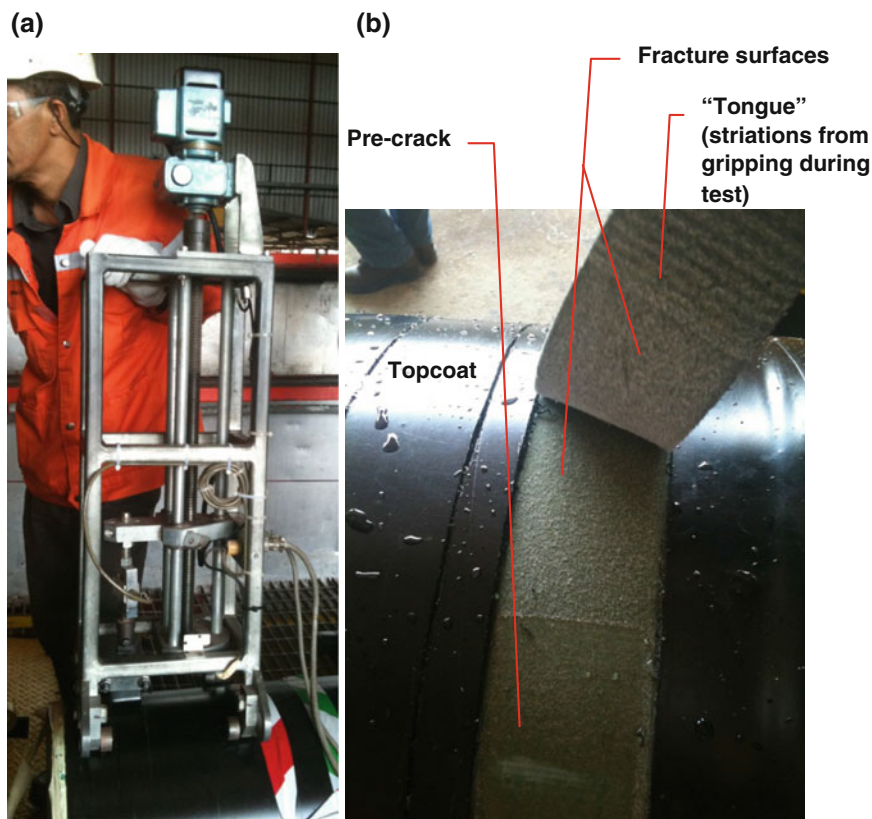 (a)
(b)
Fracture surfaces
“Tongue”
(striations from
gripping during
test)
Pre-crack
Topcoat